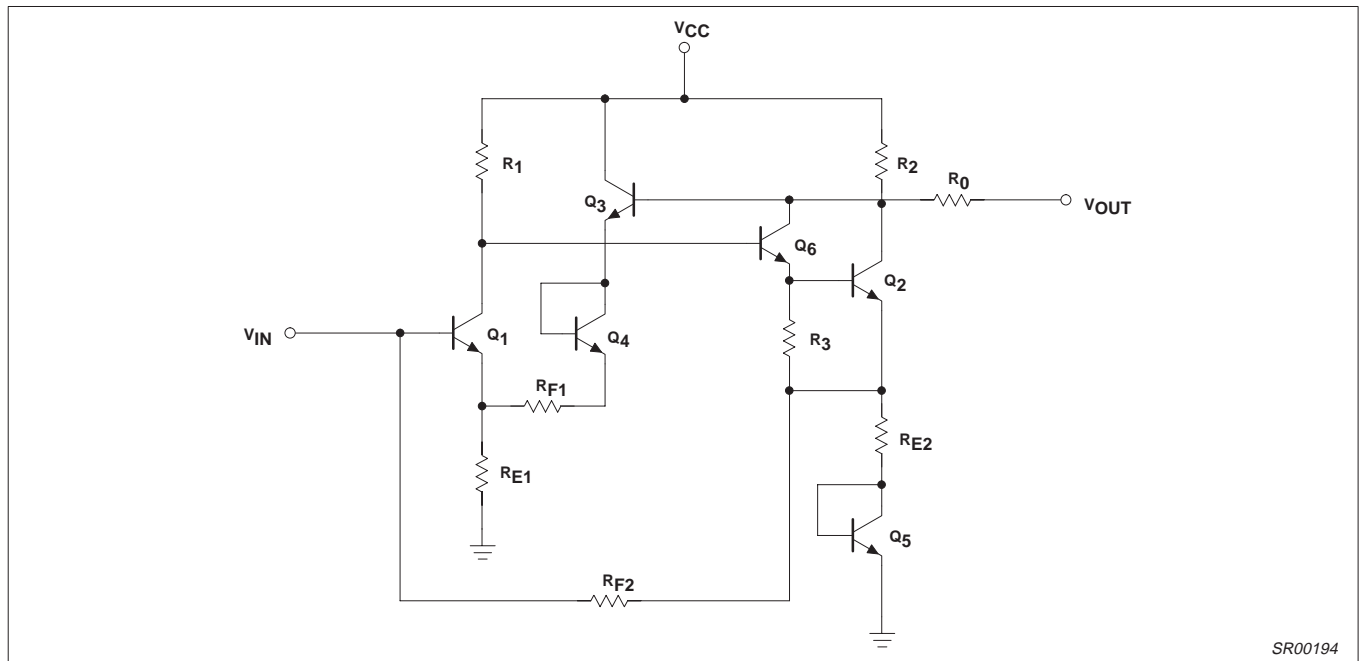 VCC
R1
R2
R0
Q3
VOUT
Q6
Q2
VIN
Q1
Q4
R3
RF1
RE2
RE1
Q5
RF2
SR00194